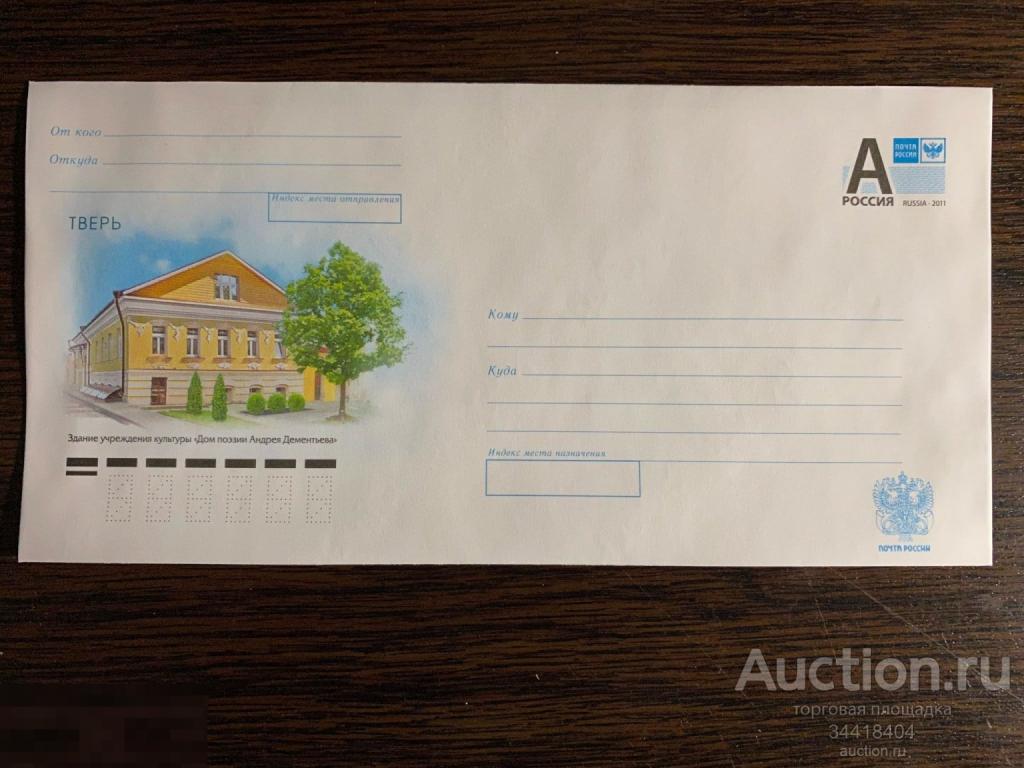 От кого
Откуда
Индекс места отправления
ТВЕРЬ
А
ПОЧТА
РОССИИ
РОССИЯ
RUSSIA · 2011
Кому
Куда
Здание учреждения культуры «Дом поэзии Андрея Дементьева»
Индекс места назначения
ПОЧТА РОССИИ
Auction.ru
торговая площадка
34418404
auction.ru